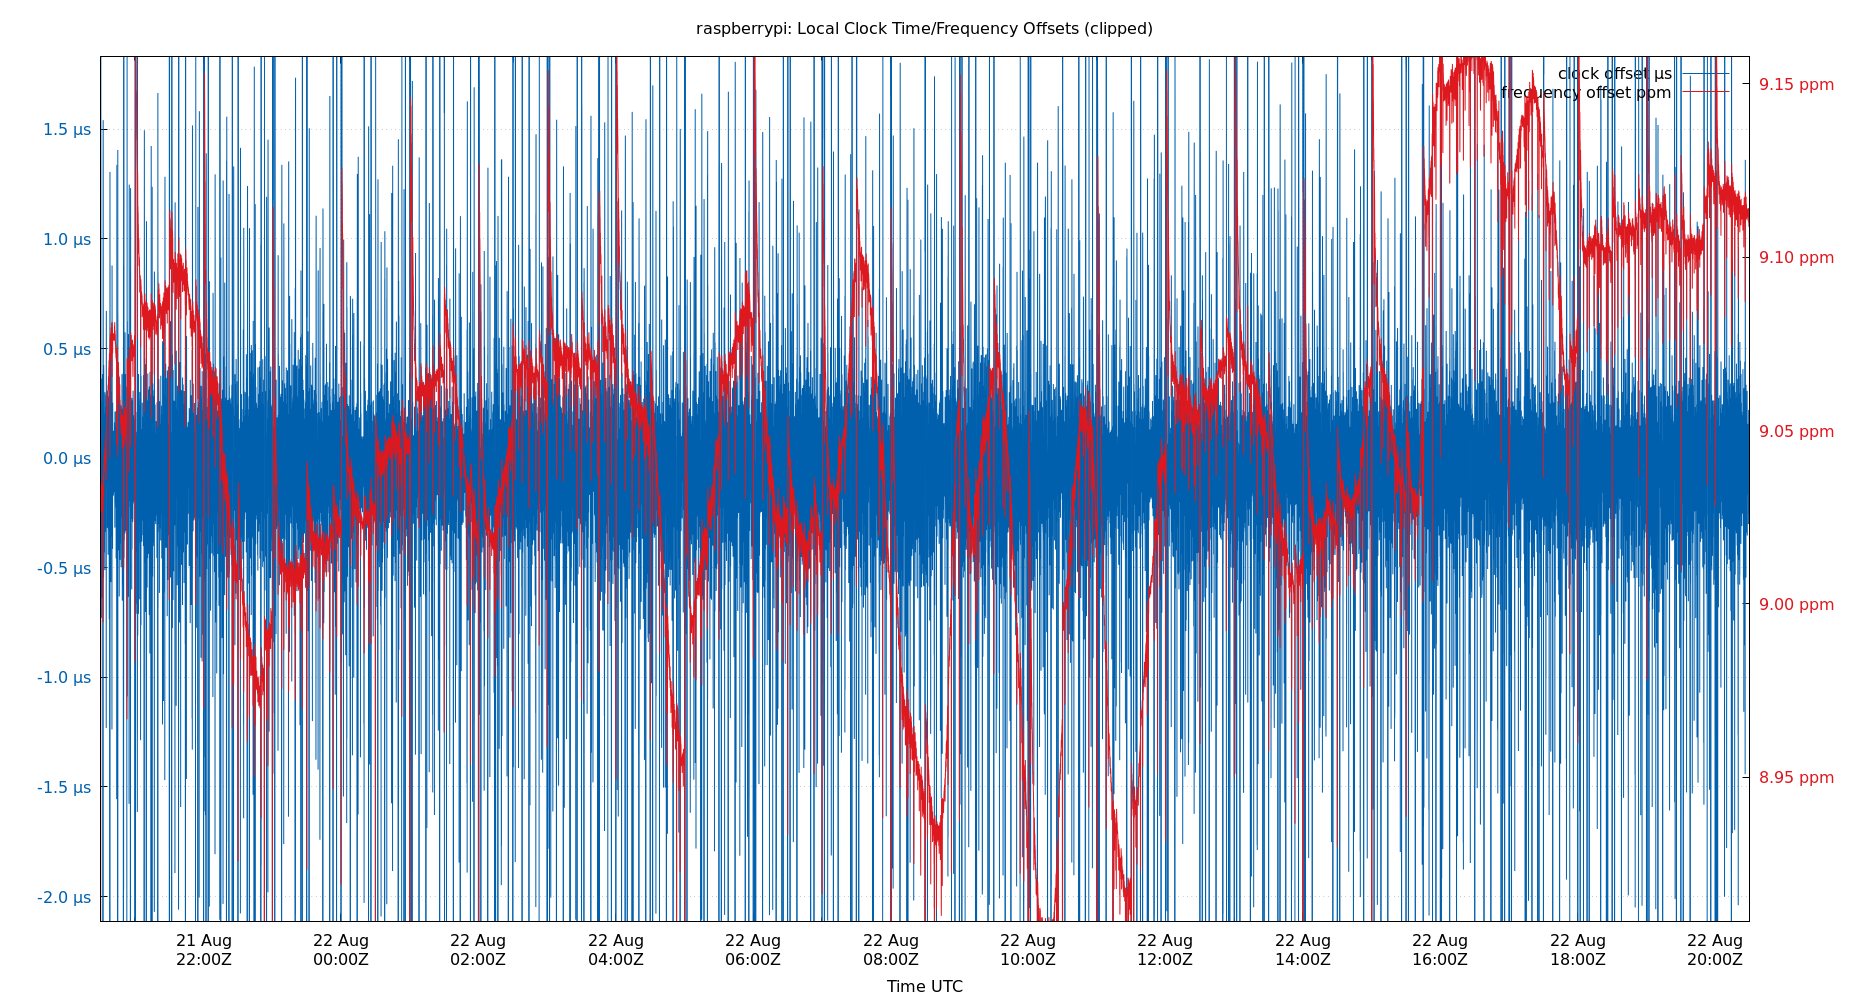 raspberrypi: Local Clock Time/Frequency Offsets (clipped)
clock offset µs
frequency offset ppm
1.5 µs
1.0 µs
0.5 µs
0.0 µs
-0.5 µs
-1.0 µs
-1.5 µs
-2.0 µs
9.15 ppm
9.10 ppm
9.05 ppm
9.00 ppm
8.95 ppm
21 Aug 22 Aug 22 Aug 22 Aug 22 Aug 22 Aug 22 Aug 22 Aug 22 Aug 22 Aug 22 Aug 22 Aug
22:00Z 00:00Z 02:00Z 04:00Z 06:00Z 08:00Z 10:00Z 12:00Z 14:00Z 16:00Z 18:00Z 20:00Z
Time UTC